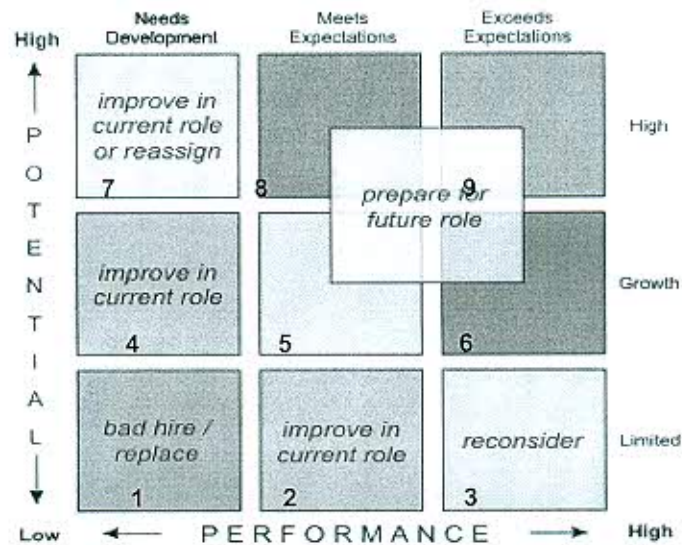 Needs Meets Exceeds
High Development Expectations Expectations
improve in
current role
or reassign
7
8
9
High
prepare for
future role
improve in
current role
4
5
6
Growth
bad hire /
replace
1
improve in
current role
2
reconsider
3
Limited
POTENTIAL
Low PERFORMANCE High